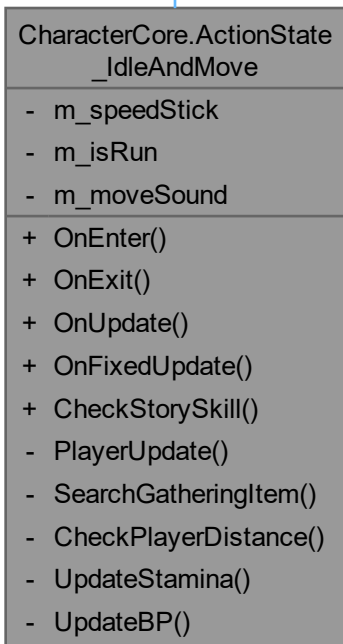 CharacterCore.ActionState
_IdleAndMove
- m_speedStick
- m_isRun
- m_moveSound
+ OnEnter()
+ OnExit()
+ OnUpdate()
+ OnFixedUpdate()
+ CheckStorySkill()
- PlayerUpdate()
- SearchGatheringItem()
- CheckPlayerDistance()
- UpdateStamina()
- UpdateBP()